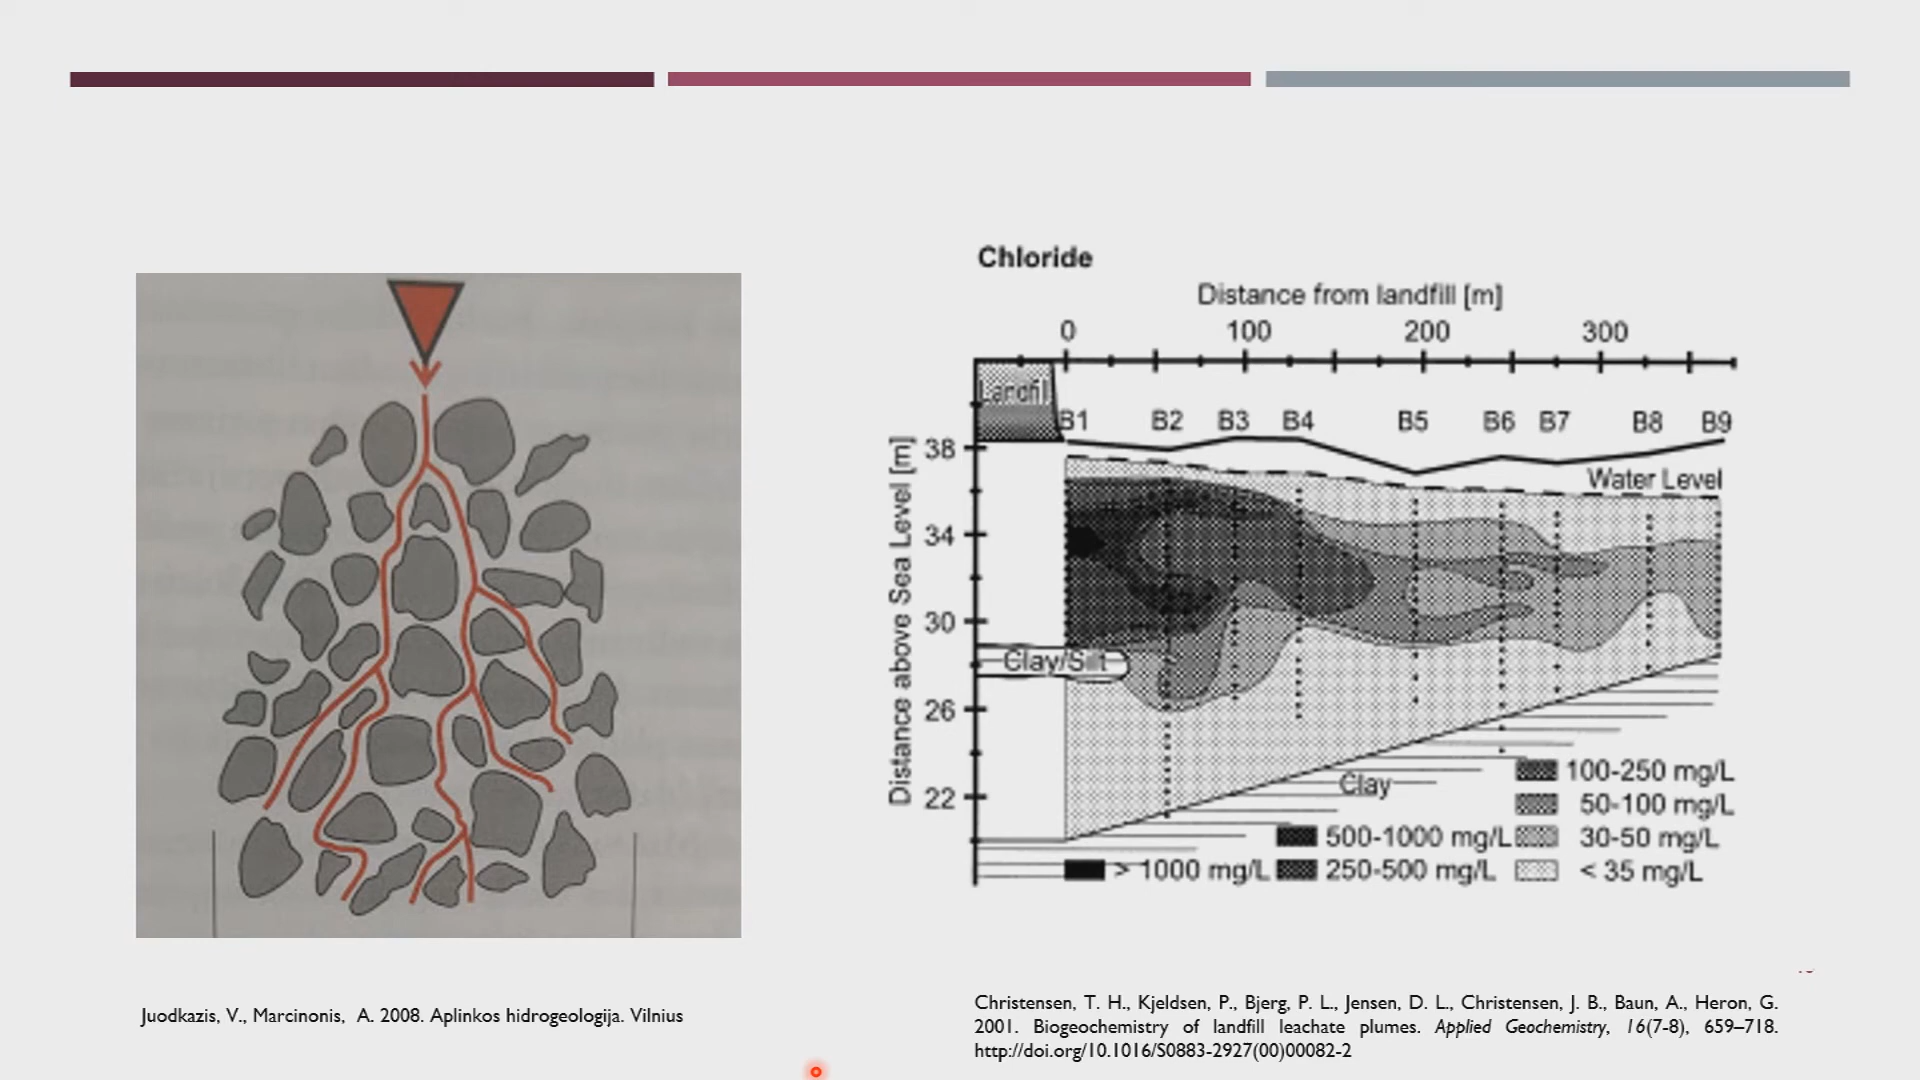 Chloride
Distance from landfill [m]
0 100 200 300
Landfill
B1 B2 B3 B4 B5 B6 B7 B8 B9
Distance above Sea Level [m]
38
Water Level
34
30
Clay/Silt
26
22
Clay
100-250 mg/L
50-100 mg/L
500-1000 mg/L 30-50 mg/L
> 1000 mg/L 250-500 mg/L < 35 mg/L
Juodkazis, V., Marcinonis, A. 2008. Aplinkos hidrogeologija. Vilnius
Christensen, T. H., Kjeldsen, P., Bjerg, P. L., Jensen, D. L., Christensen, J. B., Baun, A., Heron, G.
2001. Biogeochemistry of landfill leachate plumes. Applied Geochemistry, 16(7-8), 659–718.
http://doi.org/10.1016/S0883-2927(00)00082-2